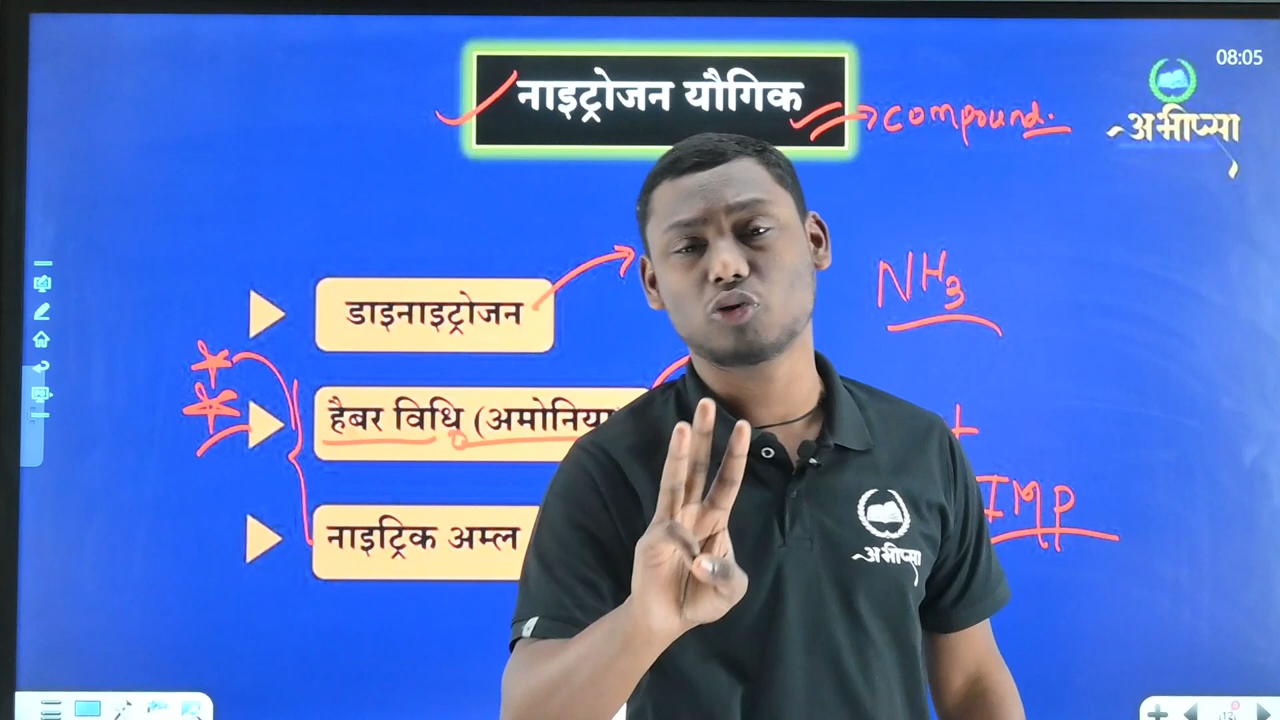 08:05
नाइट्रोजन यौगिक
compound.
अभीप्सा
डाइनाइट्रोजन
NH3
हैबर विधि (अमोनिया
IMP
नाइट्रिक अम्ल
अभीप्सा